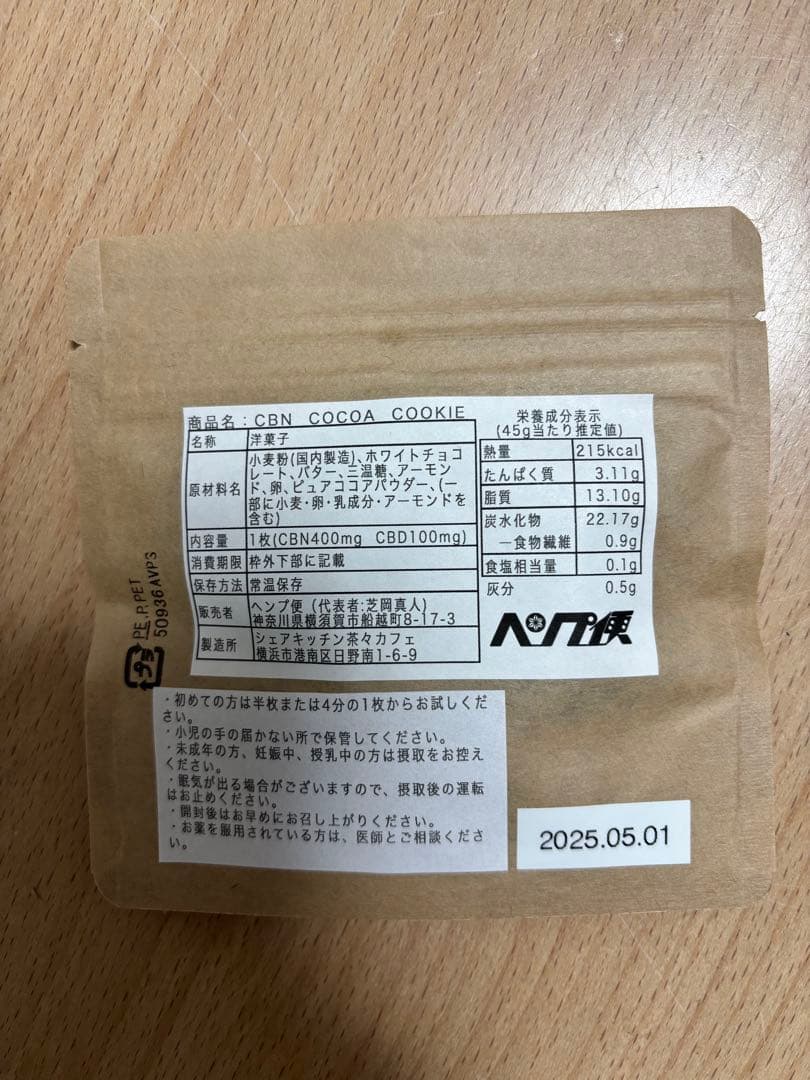 商品名:CBN COCOA COOKIE
名称 洋菓子
原材料名 小麦粉(国内製造)、ホワイトチョコ
レート、バター、三温糖、アーモン
ド、卵、ピュアココアパウダー、(一
部に小麦・卵・乳成分・アーモンドを
含む)
内容量 1枚(CBN400mg CBD100mg)
消費期限 枠外下部に記載
保存方法 常温保存
販売者 ヘンプ便 (代表者:芝岡真人)
神奈川県横須賀市船越町8-17-3
製造所 シェアキッチン茶々カフェ
横浜市港南区日野南1-6-9
栄養成分表示
(45g当たり推定値)
熱量 215kcal
たんぱく質 3.11g
脂質 13.10g
炭水化物 22.17g
―食物繊維 0.9g
食塩相当量 0.1g
灰分 0.5g
ヘンプ便
プラ
PE,P,PET
50936AVP3
・初めての方は半枚または4分の1枚からお試しくだ
さい。
・小児の手の届かない所で保管してください。
・未成年の方、妊娠中、授乳中の方は摂取をお控え
ください。
・眠気が出る場合がございますので、摂取後の運転
はお止めください。
・開封後はお早めにお召し上がりください。
・お薬を服用されている方は、医師とご相談くださ
い。
2025.05.01